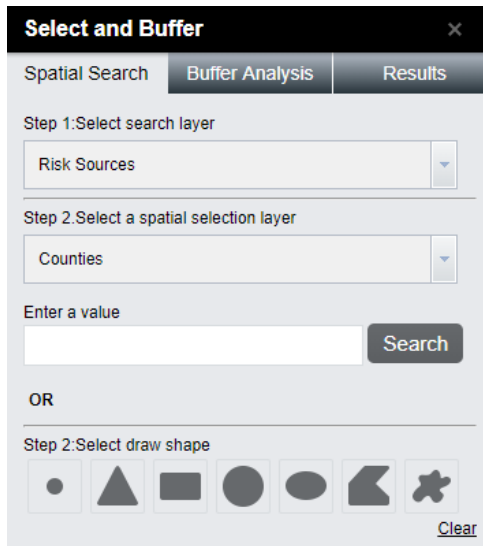 Select and Buffer
Spatial Search Buffer Analysis Results
Step 1:Select search layer
Risk Sources
Step 2.Select a spatial selection layer
Counties
Enter a value
Search
OR
Step 2:Select draw shape
Clear